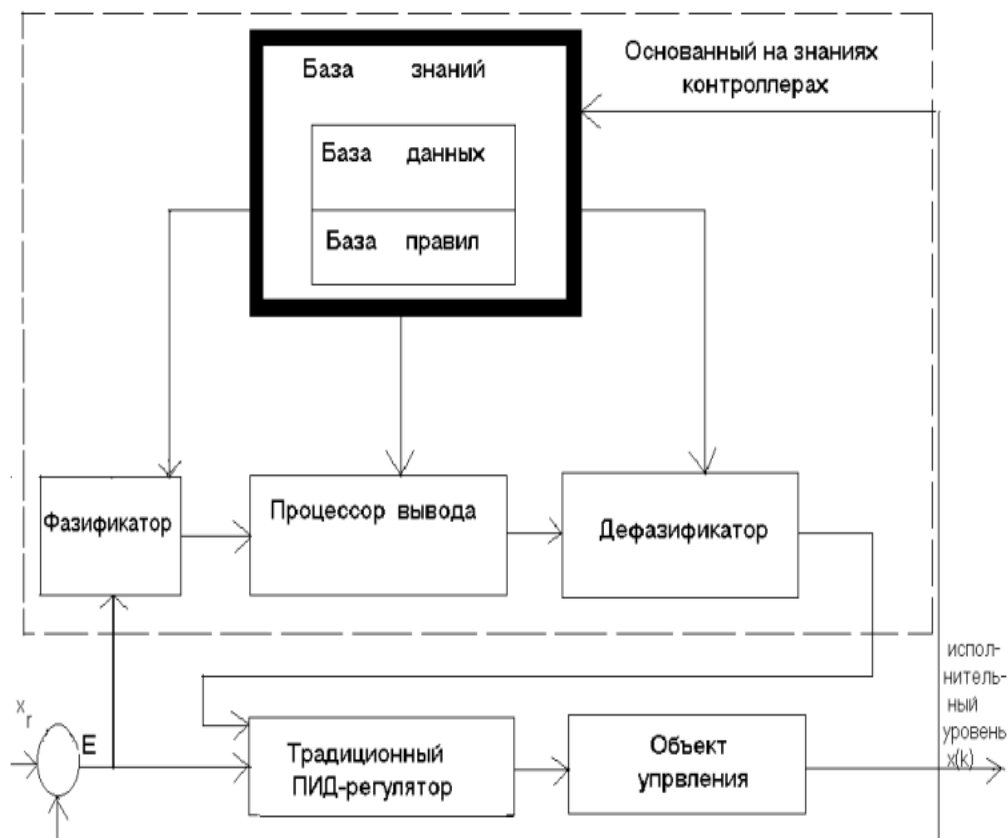 Основанный на знаниях
контроллерах
База знаний
База данных
База правил
Фазификатор
Процессор вывода
Дефазификатор
испол-
нитель-
ный
уровень
x(k)
x r
E
Традиционный
ПИД-регулятор
Объект
упрвления